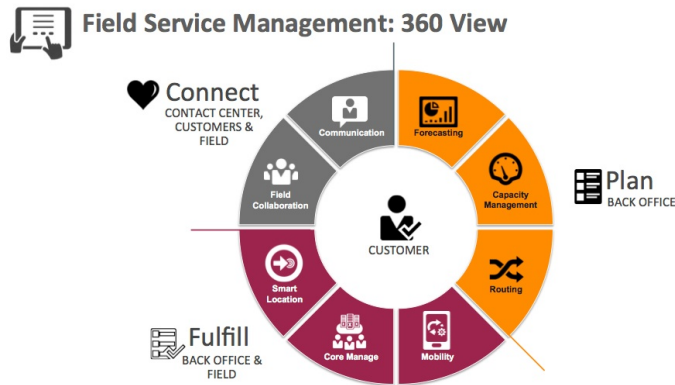 Field Service Management: 360 View
Connect
CONTACT CENTER,
CUSTOMERS &
FIELD
Communication
Forecasting
Field
Collaboration
Capacity
Management
Plan
BACK OFFICE
CUSTOMER
Smart
Location
Routing
Core Manage
Mobility
Fulfill
BACK OFFICE &
FIELD